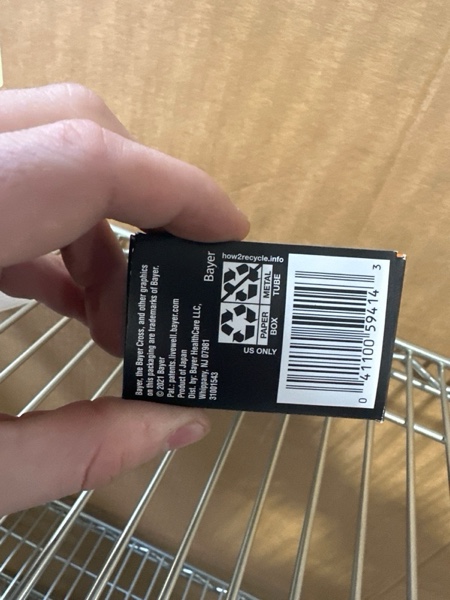 Bayer, the Bayer Cross, and other graphics
on this packaging are trademarks of Bayer.
© 2021 Bayer
Pat.: patents.livewell.bayer.com
Product of Japan
Dist. by: Bayer HealthCare LLC,
Whippany, NJ 07981
31001543
Bayer
how2recycle.info
PAPER
BOX
METAL
TUBE
US ONLY
0 41100 59414 3